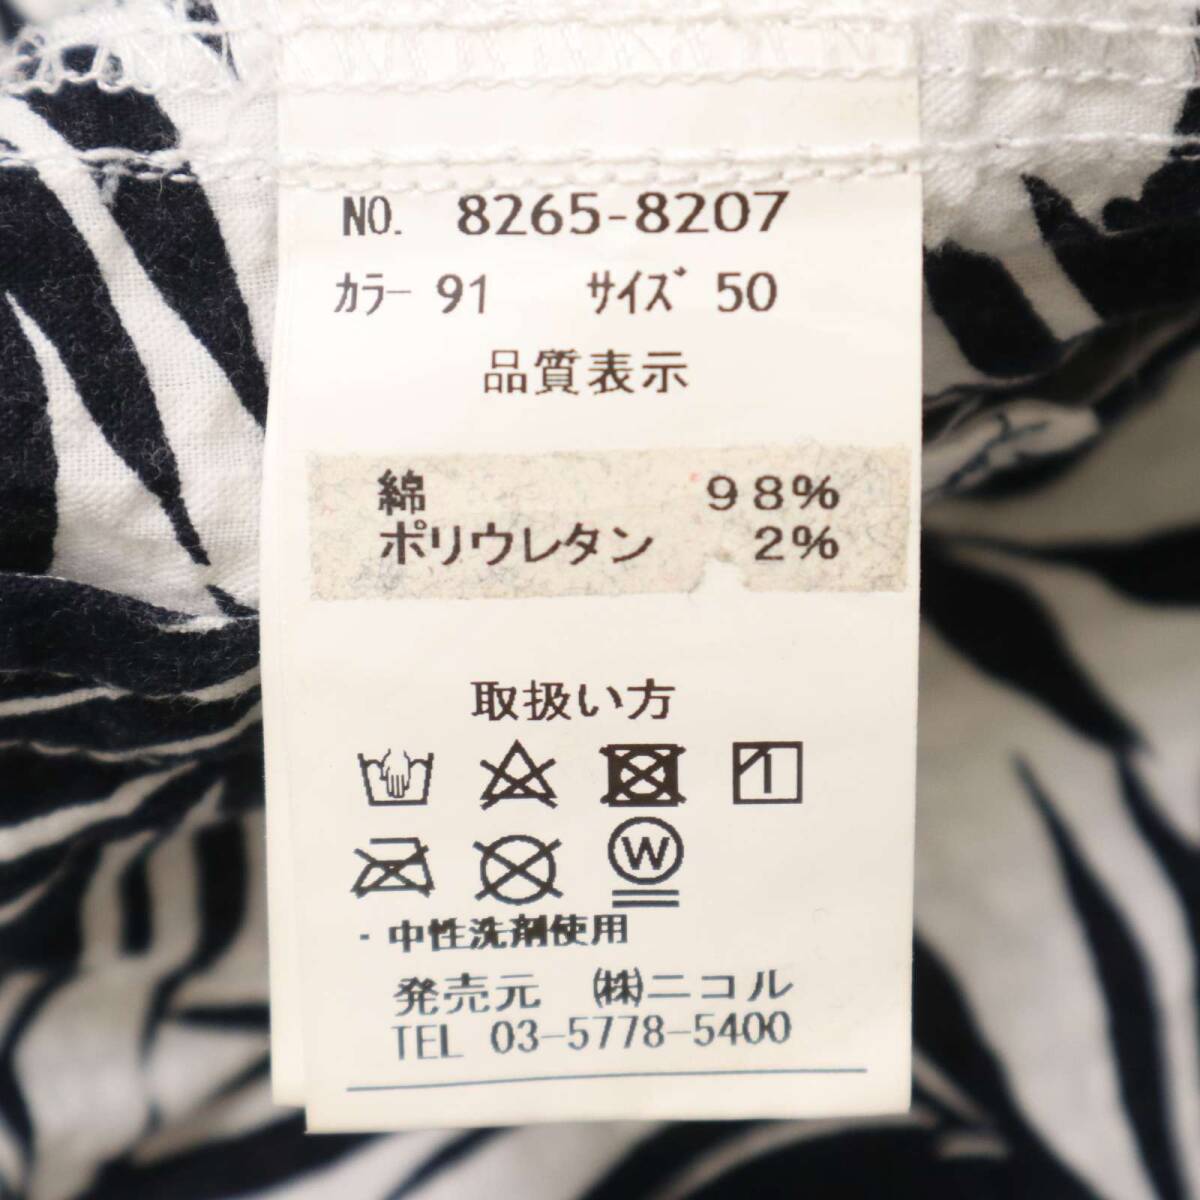 NO. 8265-8207
カラー 91 サイズ 50
品質表示
綿 98%
ポリウレタン 2%
取扱い方
W
・中性洗剤使用
発売元 ㈱ニコル
TEL 03-5778-5400